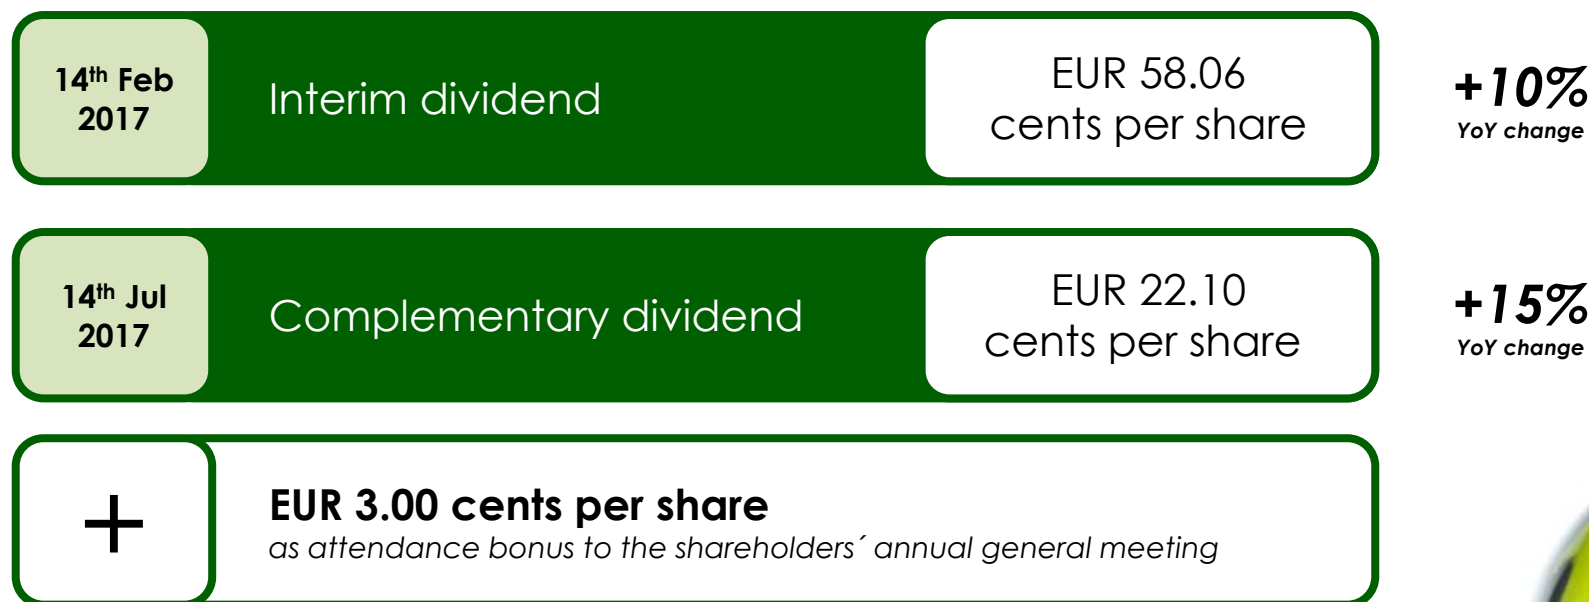 14th Feb
2017
Interim dividend
EUR 58.06
cents per share
+10%
YoY change
14th Jul
2017
Complementary dividend
EUR 22.10
cents per share
+15%
YoY change
+
EUR 3.00 cents per share
as attendance bonus to the shareholders´ annual general meeting